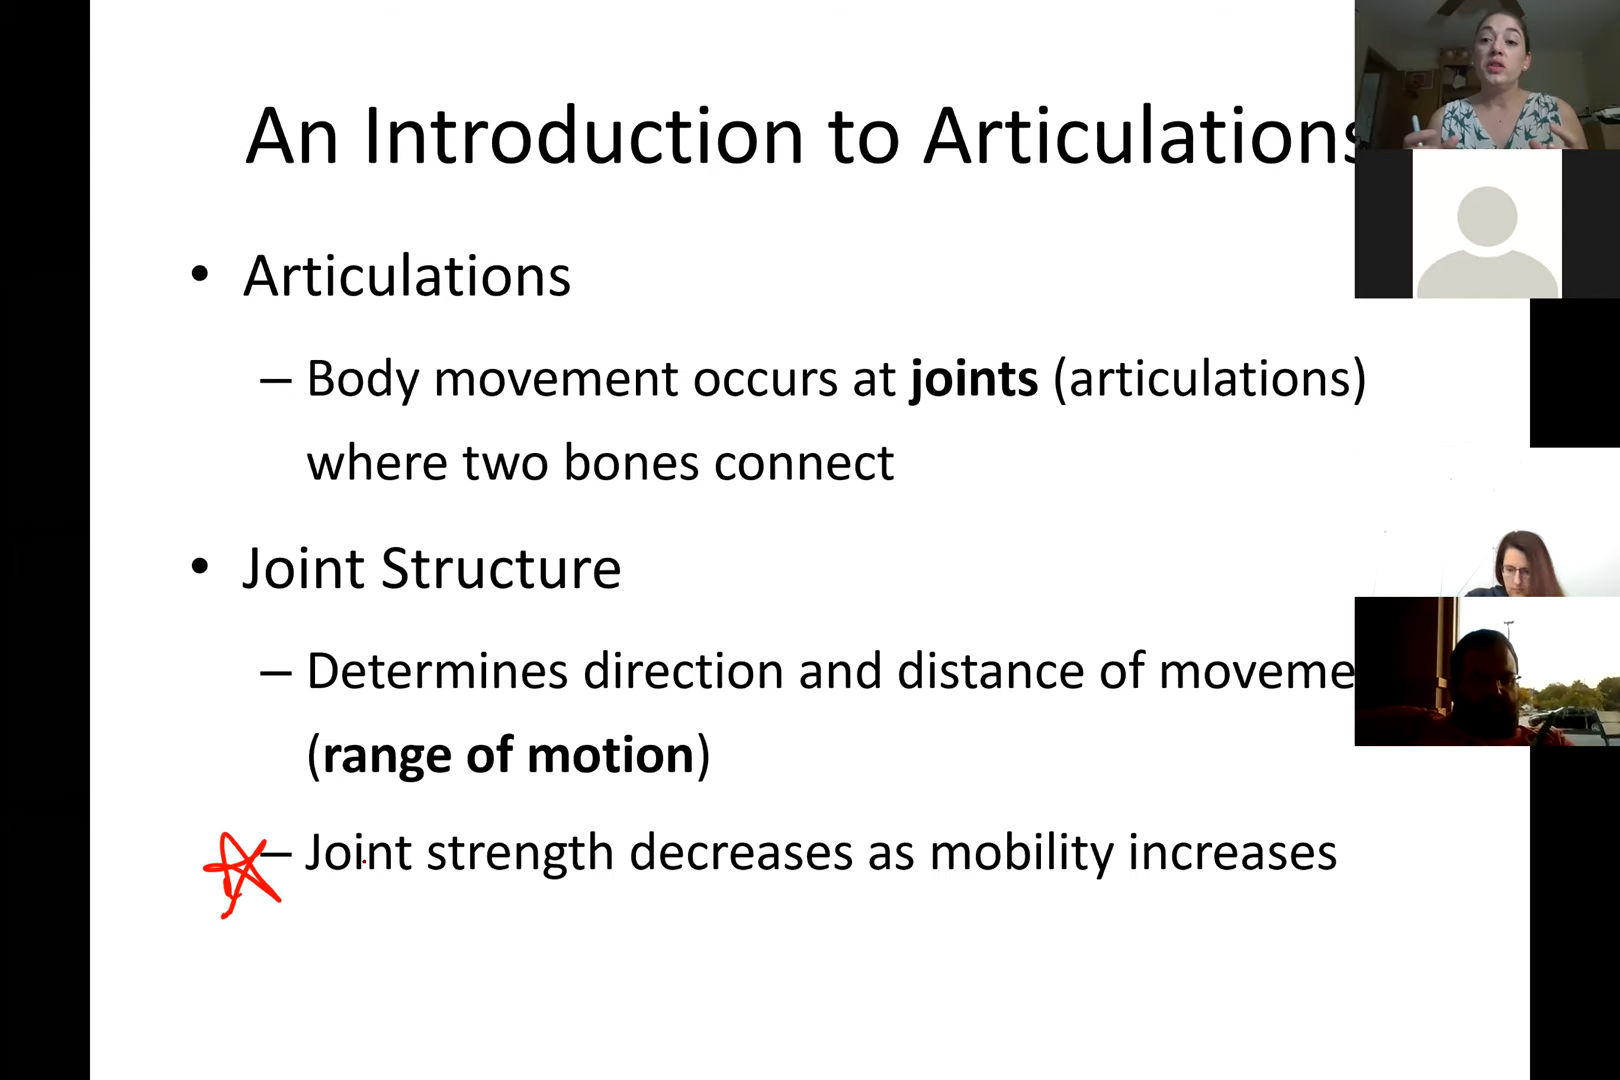 An Introduction to Articulations
• Articulations
– Body movement occurs at joints (articulations)
where two bones connect
• Joint Structure
– Determines direction and distance of moveme
(range of motion)
– Joint strength decreases as mobility increases